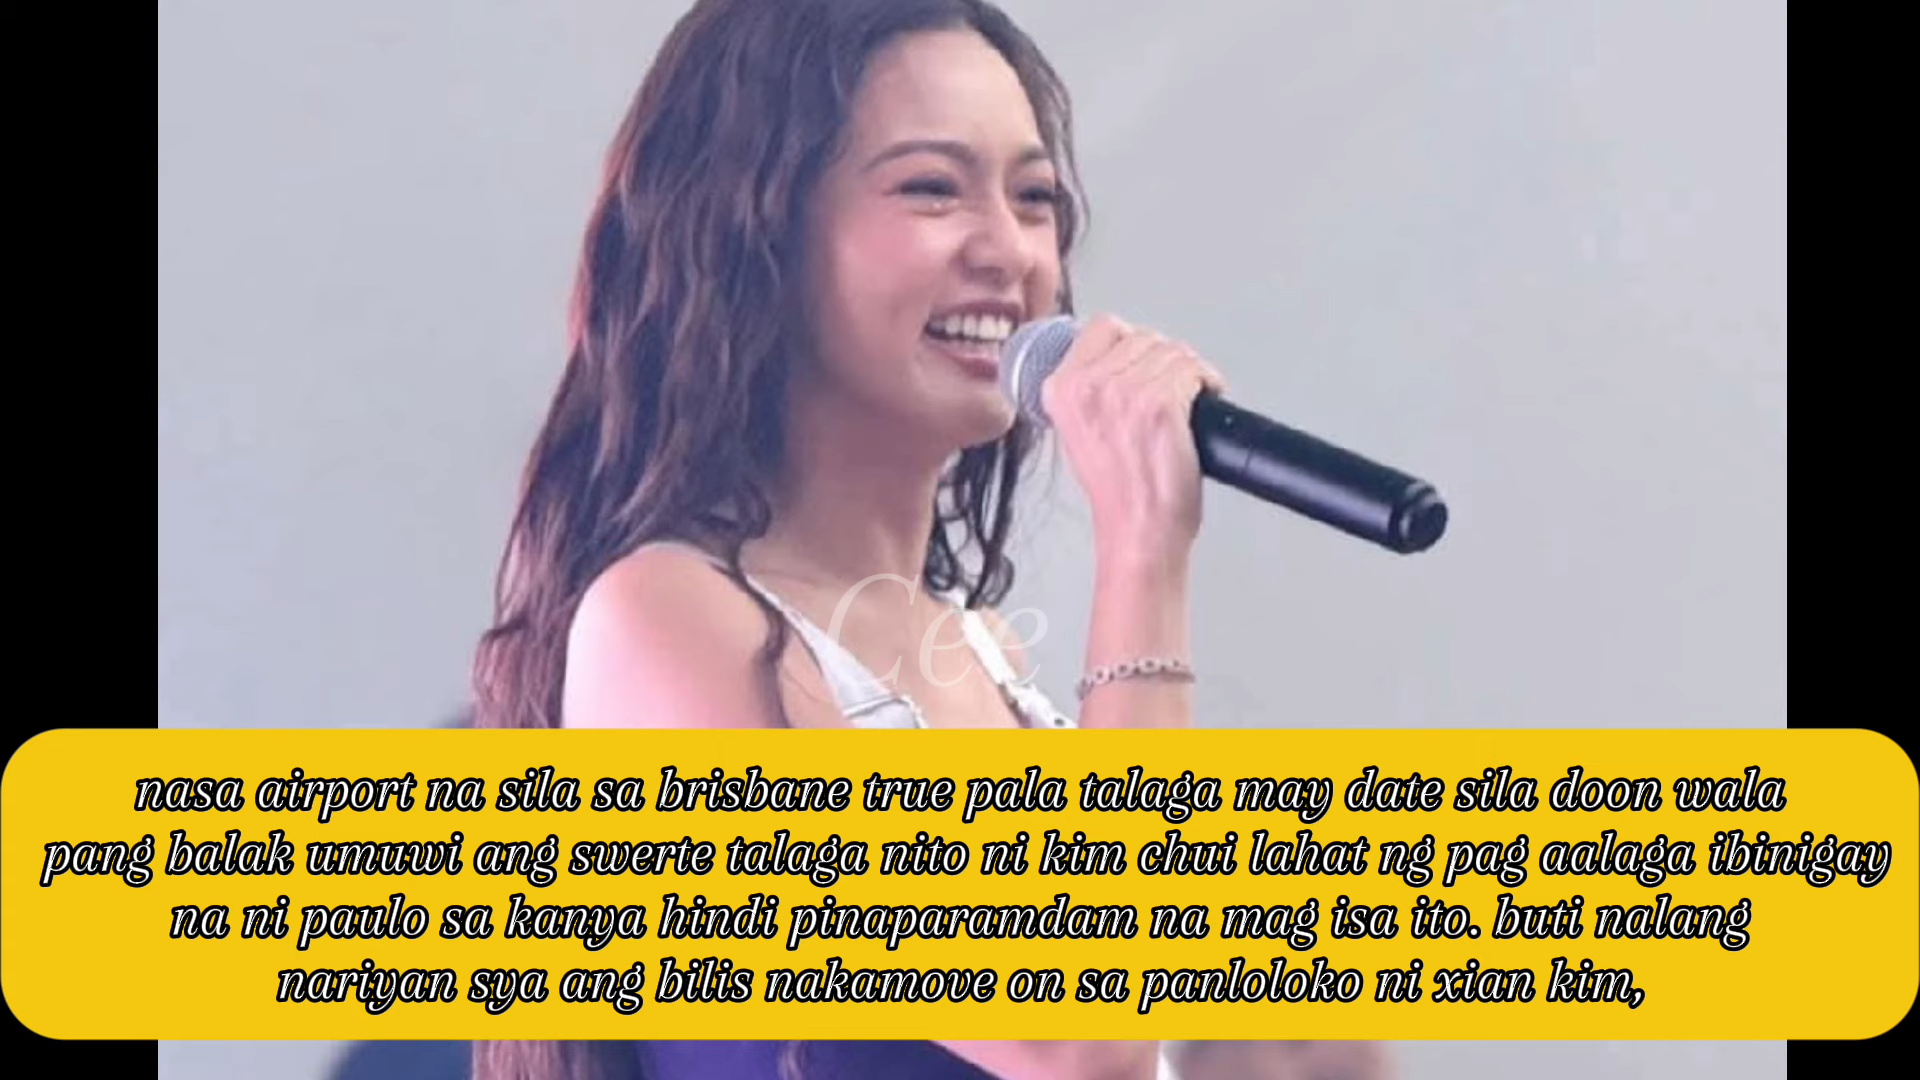 Cee
nasa airport na sila sa brisbane true pala talaga may date sila doon wala
pang balak umuwi ang swerte talaga nito ni kim chui lahat ng pag aalaga ibinigay
na ni paulo sa kanya hindi pinaparamdam na mag isa ito. buti nalang
nariyan sya ang bilis nakamove on sa panloloko ni xian kim,